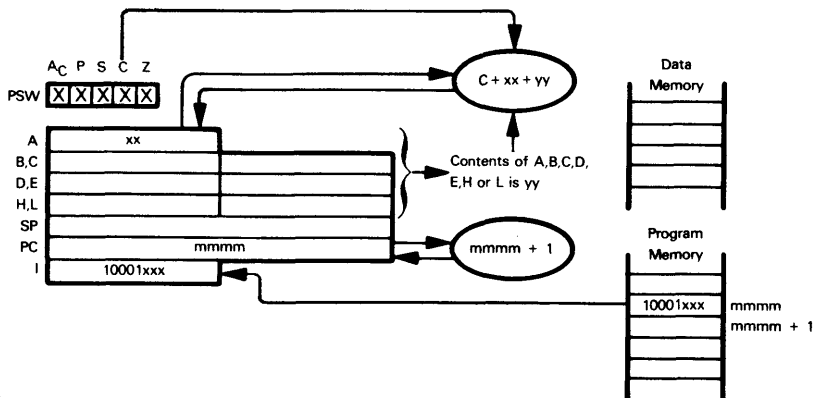 A_C P S C Z
PSW X X X X X
C + xx + yy
Data
Memory
A xx
B,C
D,E
H,L
Contents of A,B,C,D,
E,H or L is yy
SP
PC mmmm
mmmm + 1
I 10001xxx
Program
Memory
10001xxx mmmm
mmmm + 1